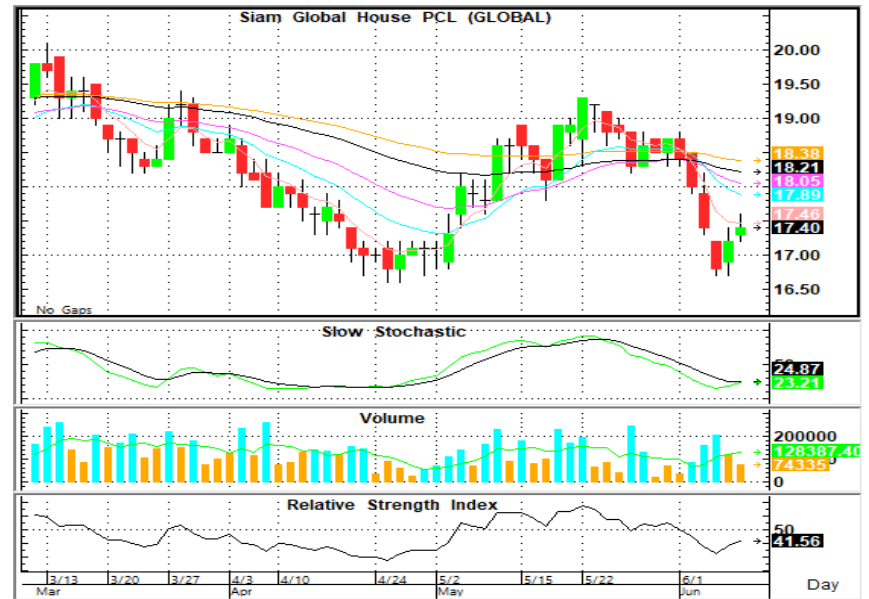 Siam Global House PCL (GLOBAL)
20.00
19.50
19.00
18.38
18.21
18.05
17.89
17.46
17.40
17.00
16.50
No Gaps
Slow Stochastic
24.87
23.21
Volume
200000
128387.40
74335
0
Relative Strength Index
50
41.56
3/13 3/20 3/27 4/3 4/10 4/24 5/2 5/15 5/22 6/1
Mar Apr May Jun Day